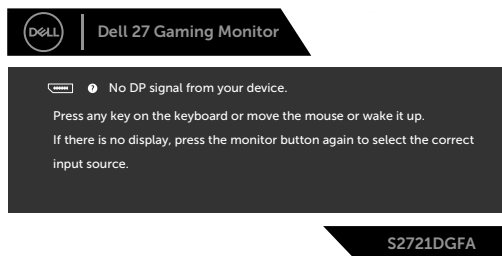 DELL Dell 27 Gaming Monitor
? No DP signal from your device.
Press any key on the keyboard or move the mouse or wake it up.
If there is no display, press the monitor button again to select the correct
input source.
S2721DGFA